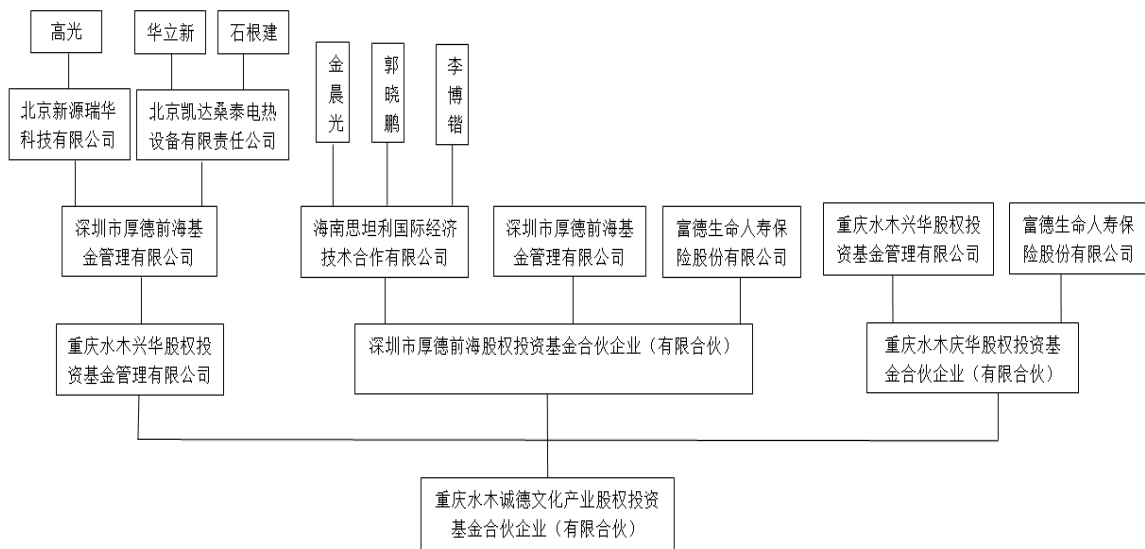 高光
华立新
石根建
金晨光
郭晓鹏
李博锴
北京新源瑞华
科技有限公司
北京凯达桑泰电热
设备有限责任公司
深圳市厚德前海基
金管理有限公司
海南思坦利国际经济
技术合作有限公司
深圳市厚德前海基
金管理有限公司
富德生命人寿保
险股份有限公司
重庆水木兴华股权投
资基金管理有限公司
富德生命人寿保
险股份有限公司
重庆水木兴华股权投
资基金管理有限公司
深圳市厚德前海股权投资基金合伙企业（有限合伙）
重庆水木庆华股权投资基
金合伙企业（有限合伙）
重庆水木诚德文化产业股权投资
基金合伙企业（有限合伙）